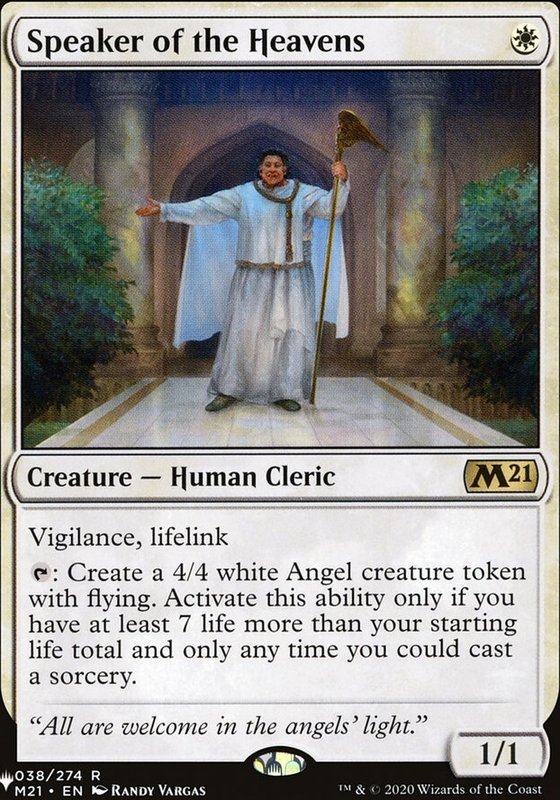 Speaker of the Heavens
Creature — Human Cleric
M21
Vigilance, lifelink
: Create a 4/4 white Angel creature token
with flying. Activate this ability only if you
have at least 7 life more than your starting
life total and only any time you could cast
a sorcery.
“All are welcome in the angels’ light.”
1/1
038/274 R
M21 • EN RANDY VARGAS
™ & © 2020 Wizards of the Coast